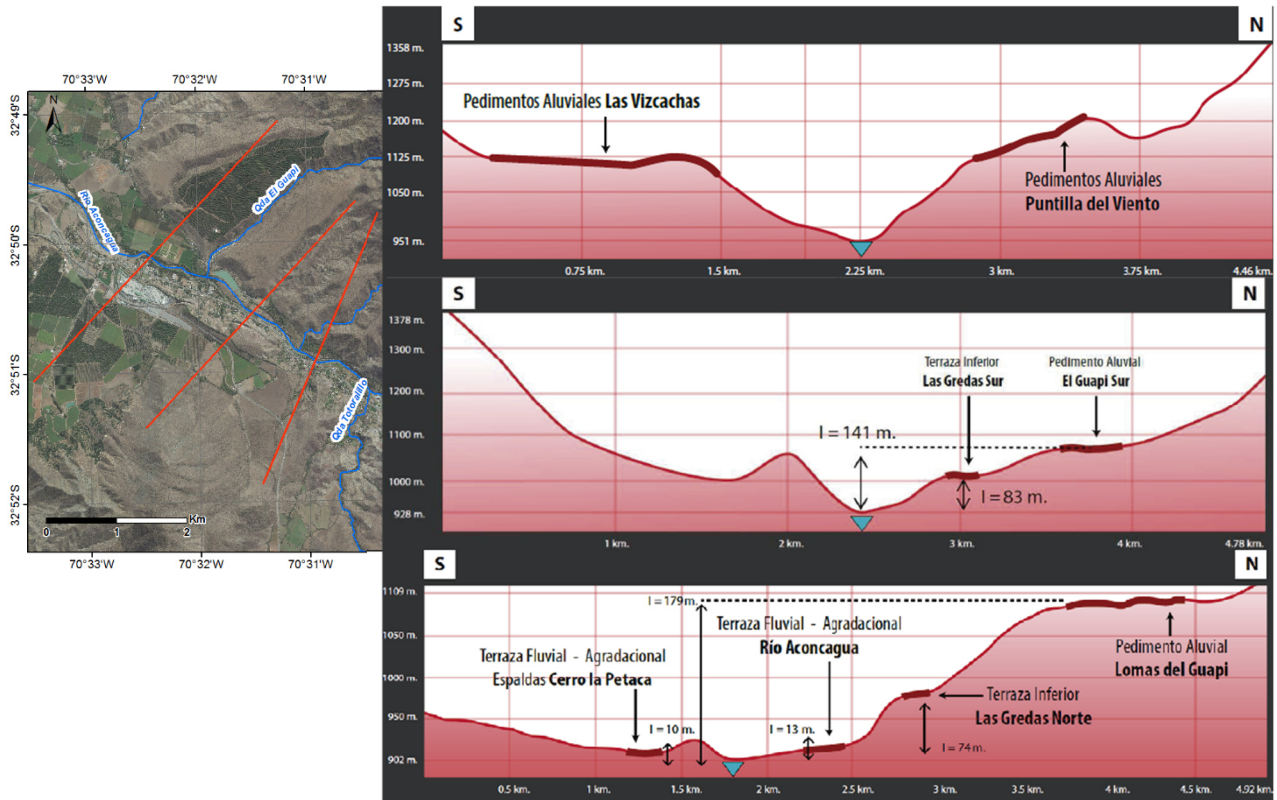 70°33'W 70°32'W 70°31'W
32°49'S
32°50'S
32°51'S
32°52'S
N
Río Aconcagua
Qda El Guapi
Qda Totoralillo
Km
0 1 2
70°33'W 70°32'W 70°31'W
S
N
1358 m.
1275 m.
1200 m.
1125 m.
1050 m.
951 m.
Pedimentos Aluviales Las Vizcachas
Pedimentos Aluviales
Puntilla del Viento
0.75 km. 1.5 km. 2.25 km. 3 km. 3.75 km. 4.46 km.
S
N
1378 m.
1300 m.
1200 m.
1100 m.
1000 m.
928 m.
Terraza Inferior
Las Gredas Sur
Pedimento Aluvial
El Guapi Sur
I = 141 m.
I = 83 m.
1 km. 2 km. 3 km. 4 km. 4.78 km.
S
N
1109 m.
1050 m.
1000 m.
950 m.
902 m.
I = 179 m.
Terraza Fluvial - Agradacional
Río Aconcagua
Terraza Fluvial - Agradacional
Espaldas Cerro la Petaca
Pedimento Aluvial
Lomas del Guapi
Terraza Inferior
Las Gredas Norte
I = 10 m.
I = 13 m.
I = 74 m.
0.5 km. 1 km. 1.5 km. 2 km. 2.5 km. 3 km. 3.5 km. 4 km. 4.5 km. 4.92 km.